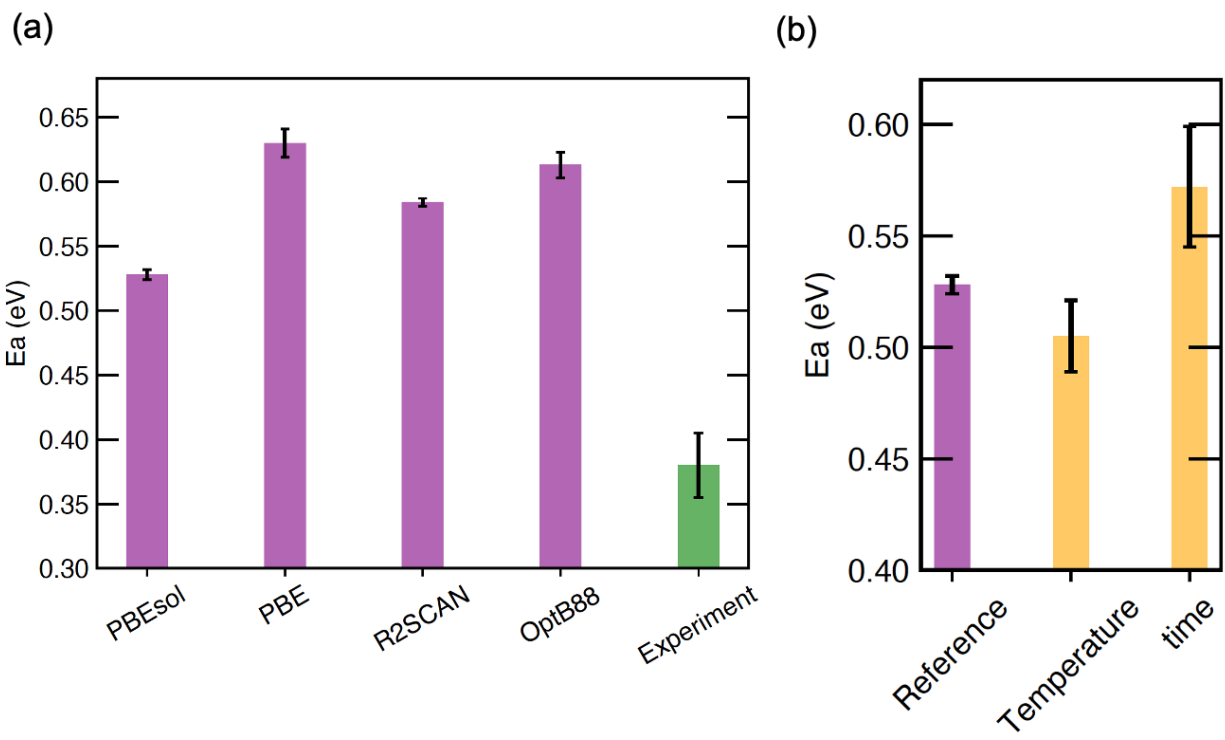 (a)
Ea (eV)
0.65
0.60
0.55
0.50
0.45
0.40
0.35
0.30
PBEsol
PBE
R2SCAN
OptB88
Experiment
(b)
Ea (eV)
0.60
0.55
0.50
0.45
0.40
Reference
Temperature
time